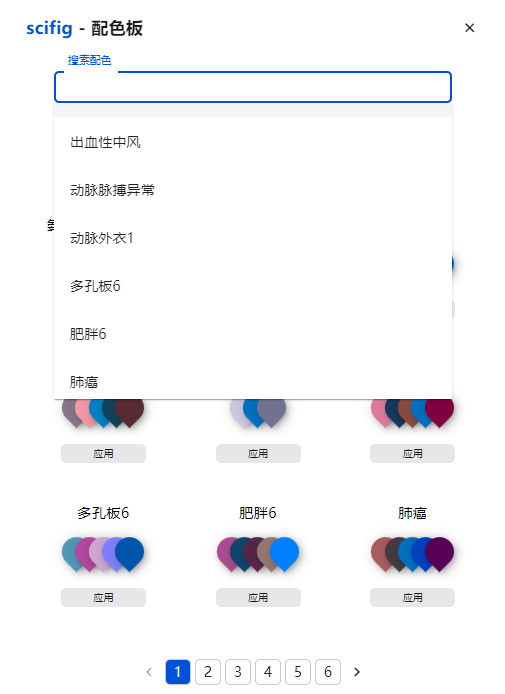 scifig - 配色板
搜索配色
出血性中风
动脉脉搏异常
动脉外衣1
多孔板6
肥胖6
肺癌
应用 应用 应用
多孔板6 肥胖6 肺癌
应用 应用 应用
1 2 3 4 5 6